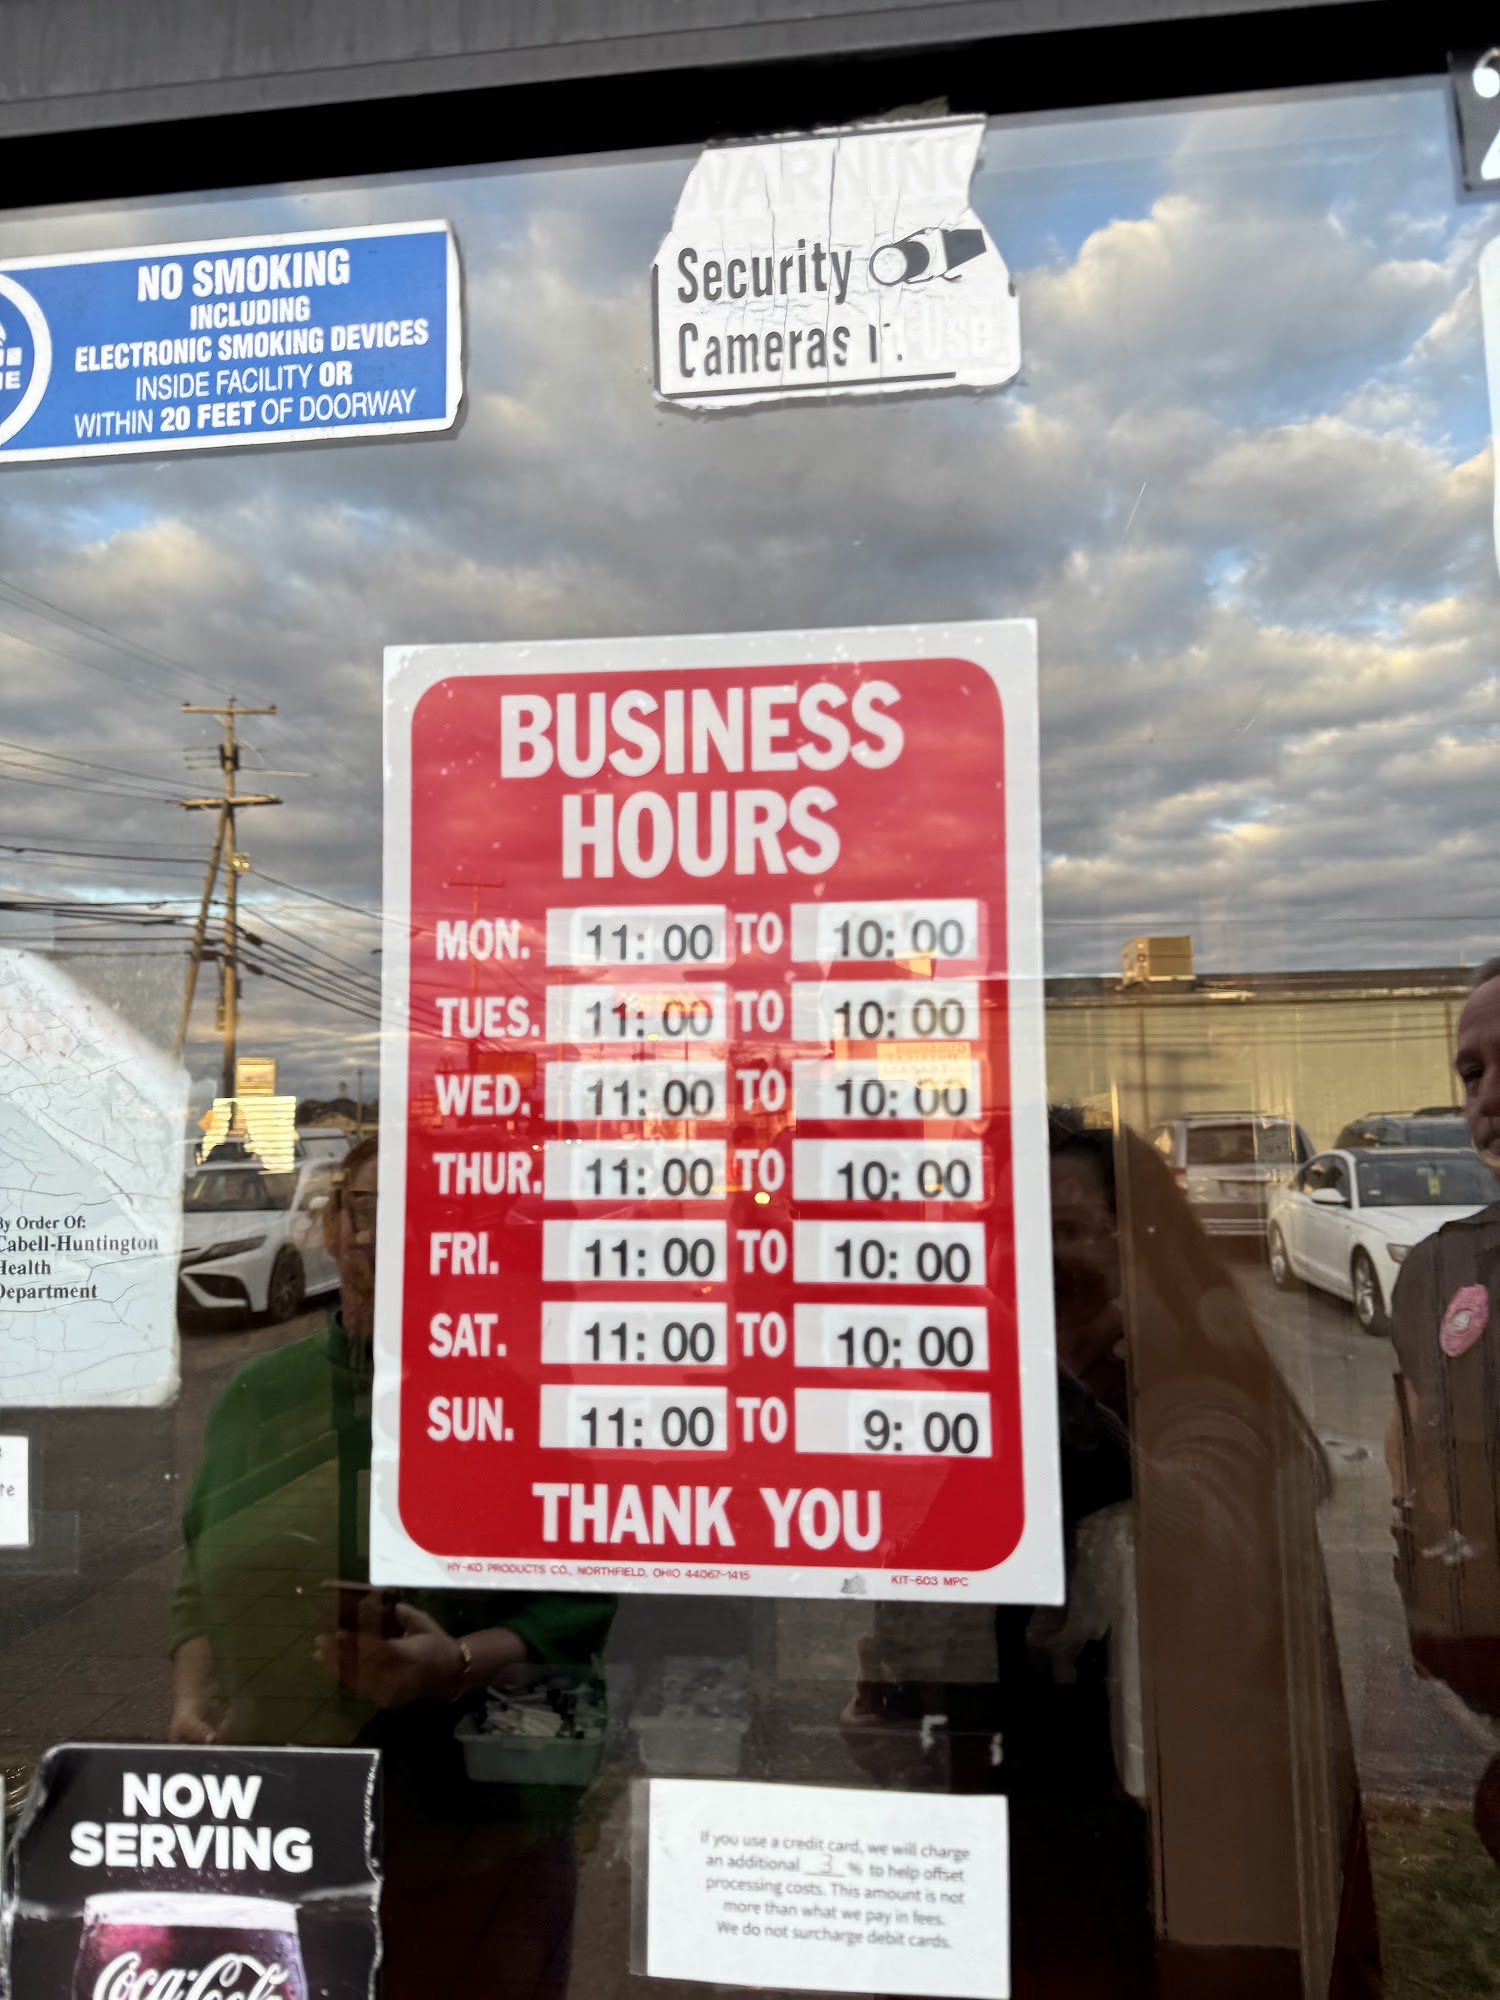 WARNING
Security
Cameras In Use
NO SMOKING
INCLUDING
ELECTRONIC SMOKING DEVICES
INSIDE FACILITY OR
WITHIN 20 FEET OF DOORWAY
BUSINESS
HOURS
MON. 11: 00 TO 10: 00
TUES. 11: 00 TO 10: 00
WED. 11: 00 TO 10: 00
THUR. 11: 00 TO 10: 00
FRI. 11: 00 TO 10: 00
SAT. 11: 00 TO 10: 00
SUN. 11: 00 TO 9: 00
THANK YOU
HY-KO PRODUCTS CO., NORTHFIELD, OHIO 44067-1415 KIT-603 MPC
By Order Of:
Cabell-Huntington
Health
Department
NOW
SERVING
Coca-Cola
If you use a credit card, we will charge
an additional 3 % to help offset
processing costs. This amount is not
more than what we pay in fees.
We do not surcharge debit cards.